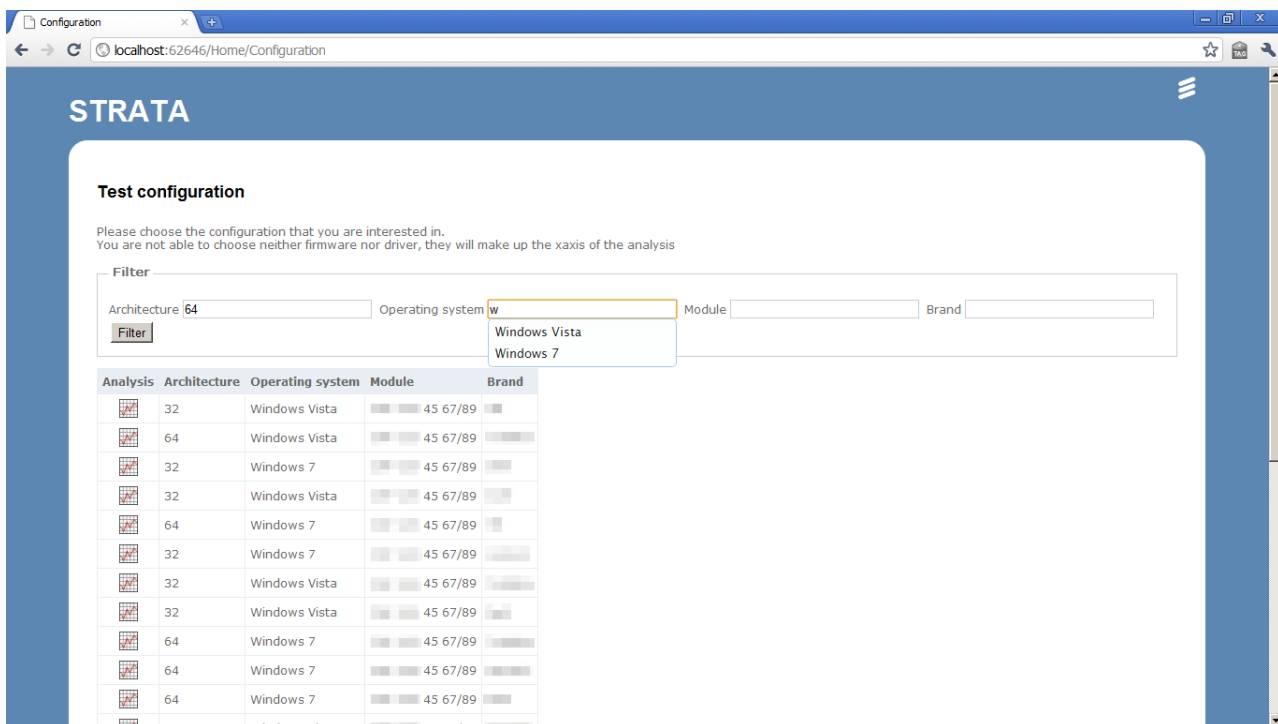 Configuration
localhost:62646/Home/Configuration
TAG
STRATA
Test configuration
Please choose the configuration that you are interested in.
You are not able to choose neither firmware nor driver, they will make up the xaxis of the analysis
Filter
Architecture 64 Operating system w Module Brand
Filter
Windows Vista
Windows 7
Analysis Architecture Operating system Module Brand
32 Windows Vista 45 67/89
64 Windows Vista 45 67/89
32 Windows 7 45 67/89
32 Windows Vista 45 67/89
64 Windows 7 45 67/89
32 Windows 7 45 67/89
32 Windows Vista 45 67/89
32 Windows Vista 45 67/89
64 Windows 7 45 67/89
64 Windows 7 45 67/89
64 Windows 7 45 67/89